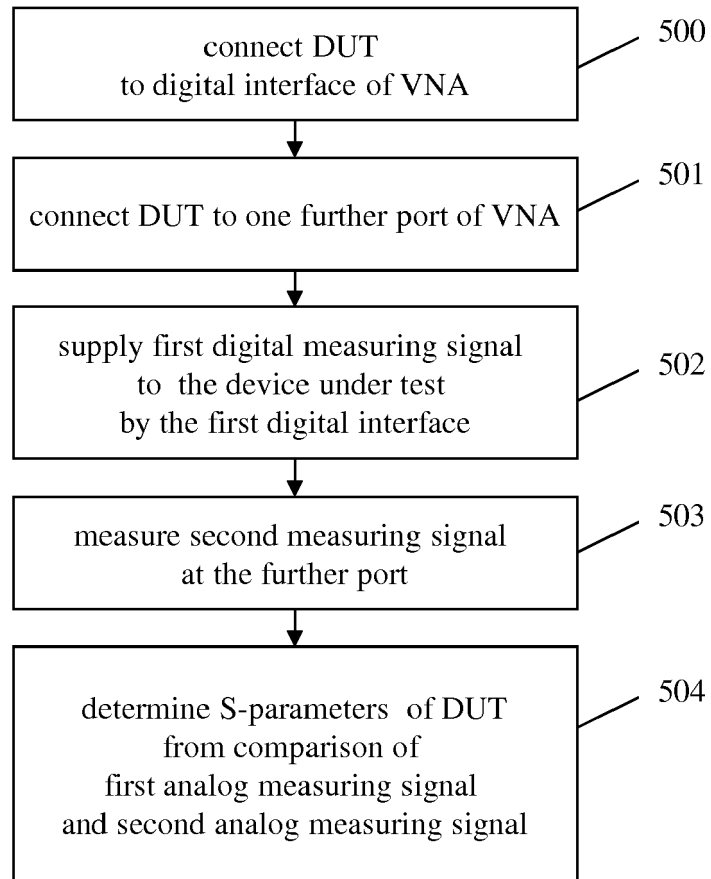 connect DUT
to digital interface of VNA
500
connect DUT to one further port of VNA
501
supply first digital measuring signal
to the device under test
by the first digital interface
502
measure second measuring signal
at the further port
503
determine S-parameters of DUT
from comparison of
first analog measuring signal
and second analog measuring signal
504